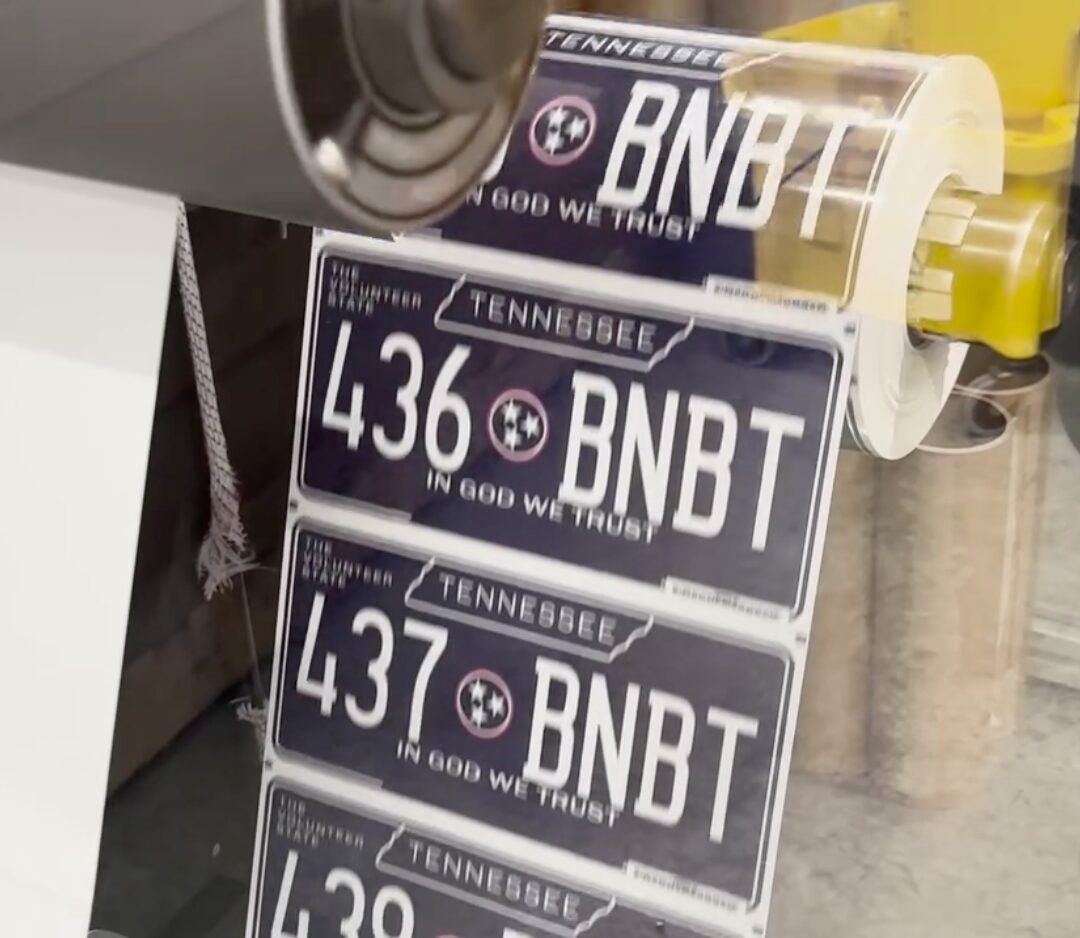 TENNESSEE
BNBT
IN GOD WE TRUST
THE
VOLUNTEER
STATE
TENNESSEE
436 BNBT
IN GOD WE TRUST
THE
VOLUNTEER
STATE
TENNESSEE
437 BNBT
IN GOD WE TRUST
THE
VOLUNTEER
STATE
TENNESSEE